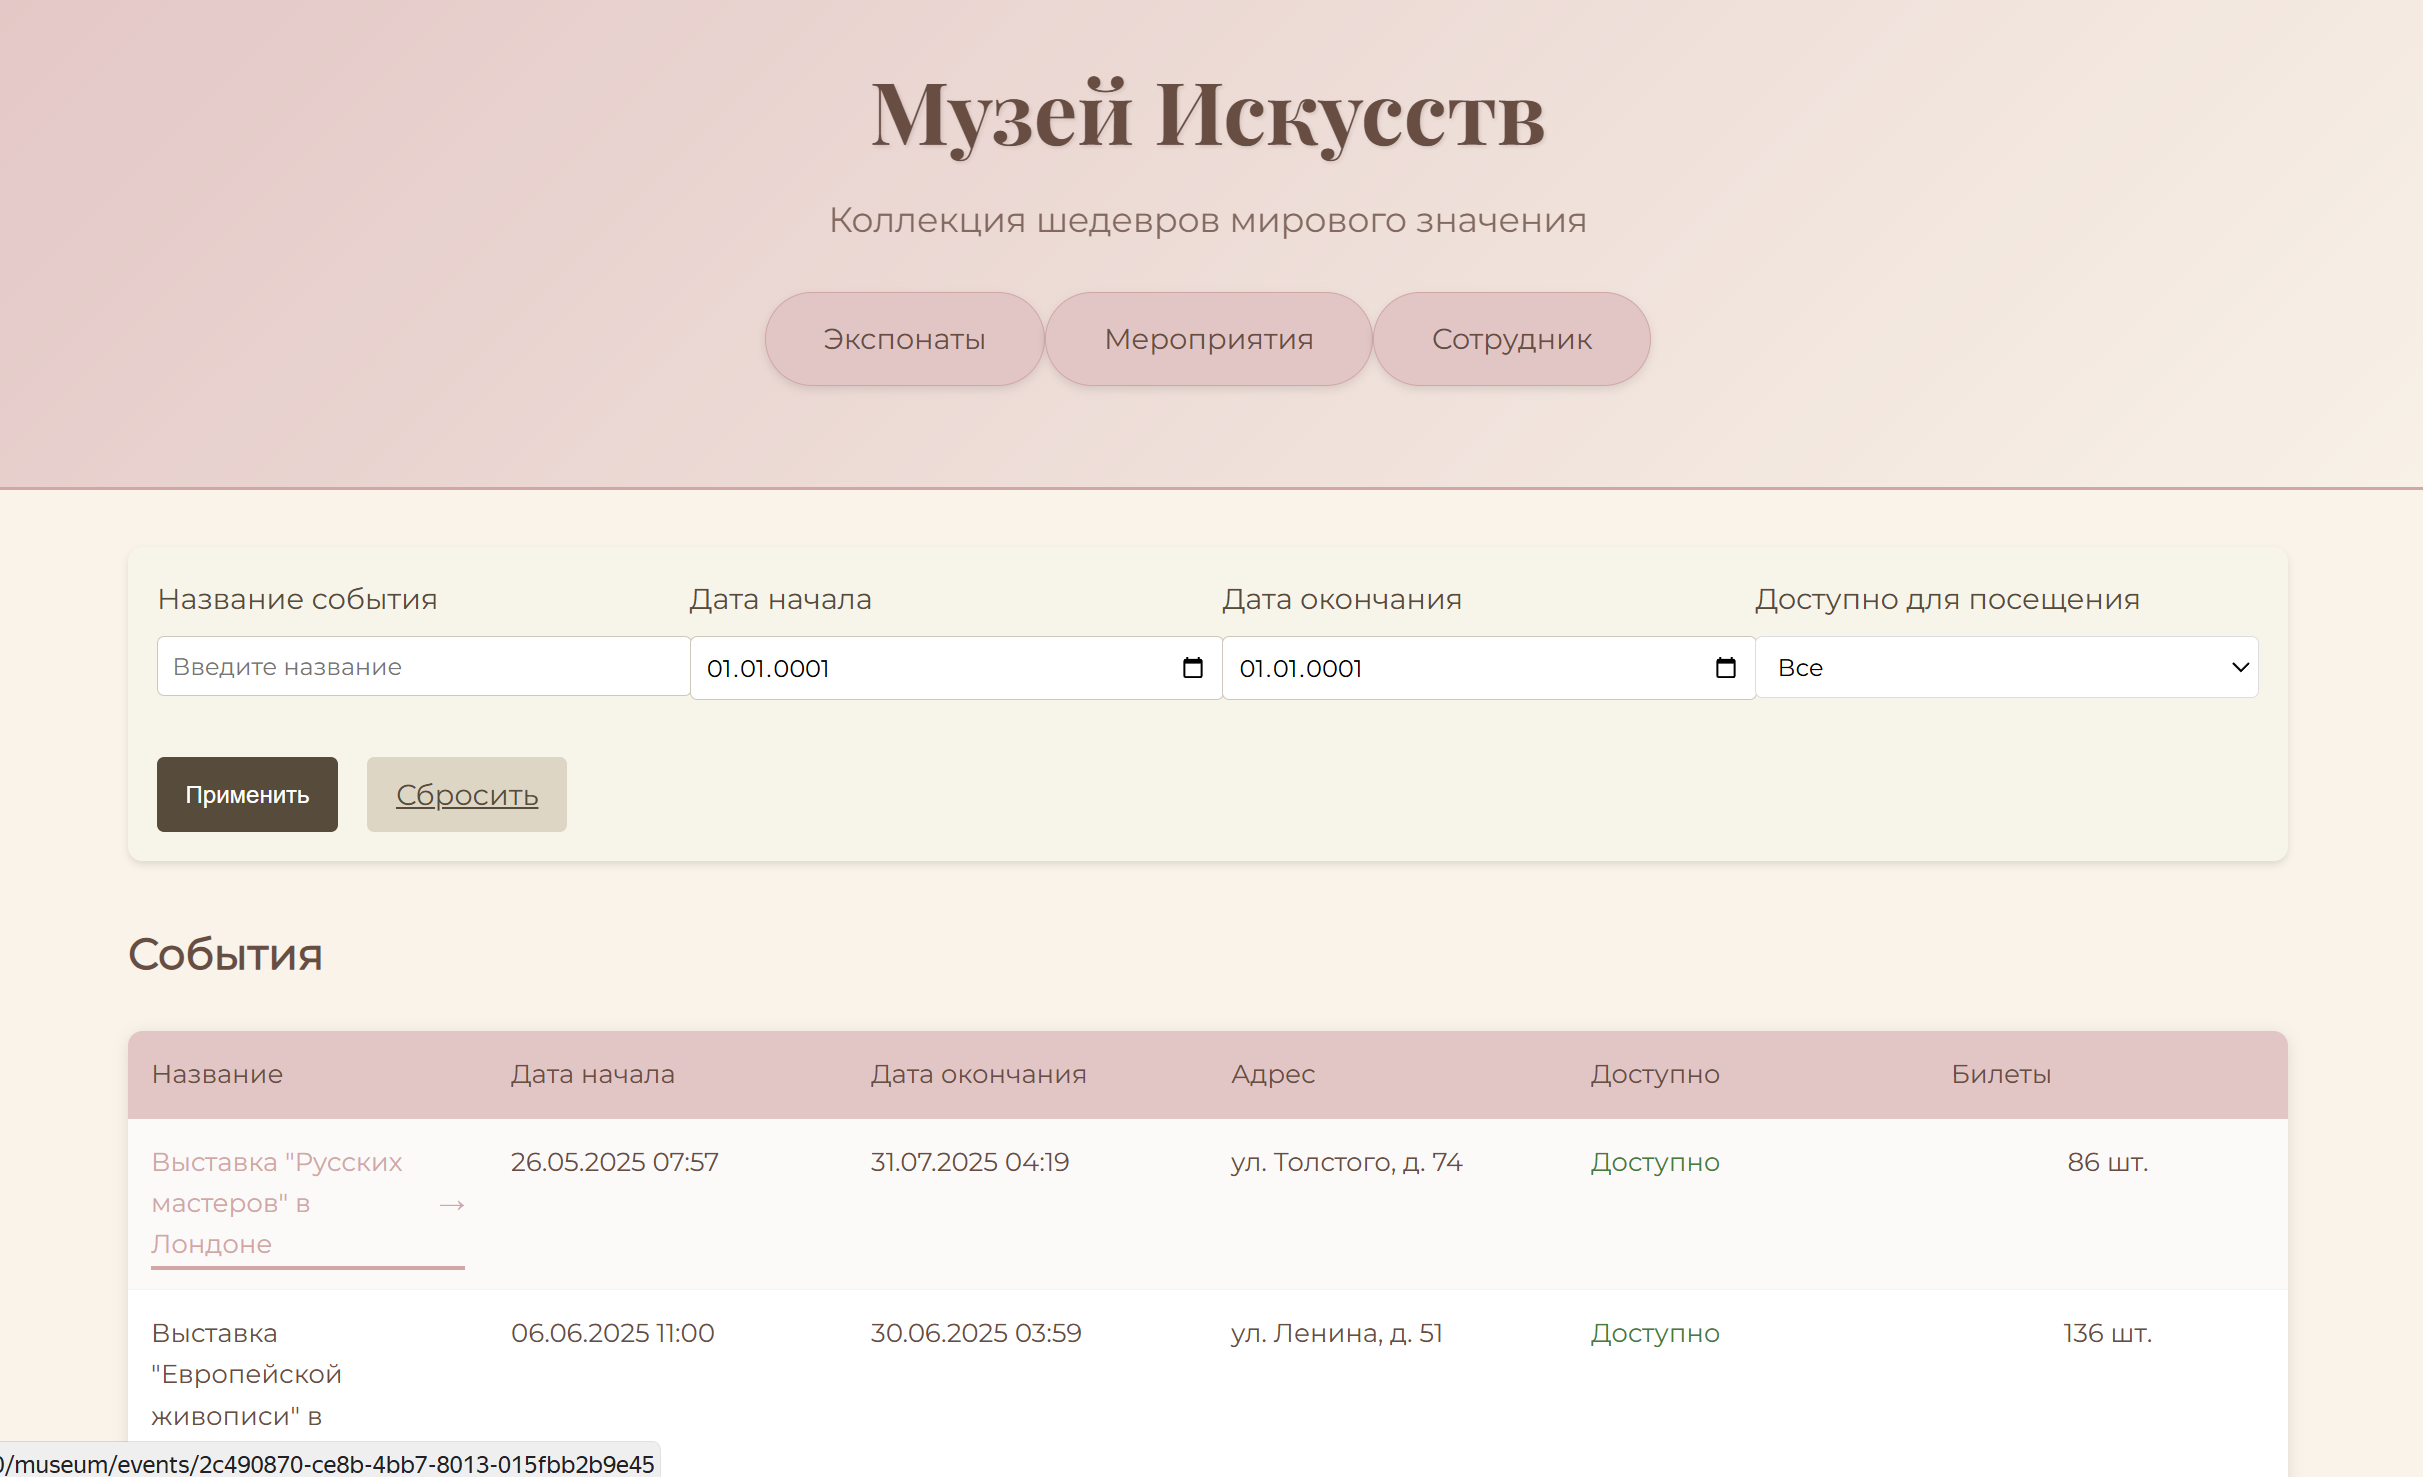 Музей Искусств
Коллекция шедевров мирового значения
Экспонаты Мероприятия Сотрудник
Название события Дата начала Дата окончания Доступно для посещения
Введите название 01.01.0001 01.01.0001 Все
Применить Сбросить
События
Название Дата начала Дата окончания Адрес Доступно Билеты
Выставка "Русских 26.05.2025 07:57 31.07.2025 04:19 ул. Толстого, д. 74 Доступно 86 шт.
мастеров" в →
Лондоне
Выставка 06.06.2025 11:00 30.06.2025 03:59 ул. Ленина, д. 51 Доступно 136 шт.
"Европейской
живописи" в
/museum/events/2c490870-ce8b-4bb7-8013-015fbb2b9e45